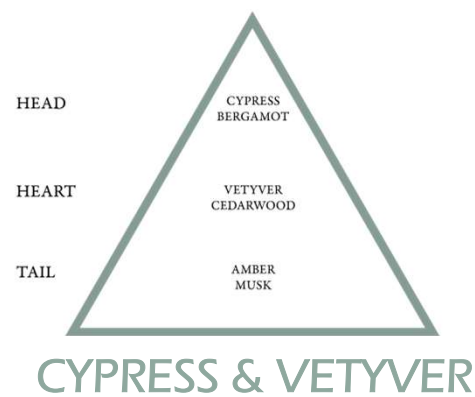 HEAD
CYPRESS
BERGAMOT
HEART
VETYVER
CEDARWOOD
TAIL
AMBER
MUSK
CYPRESS & VETYVER